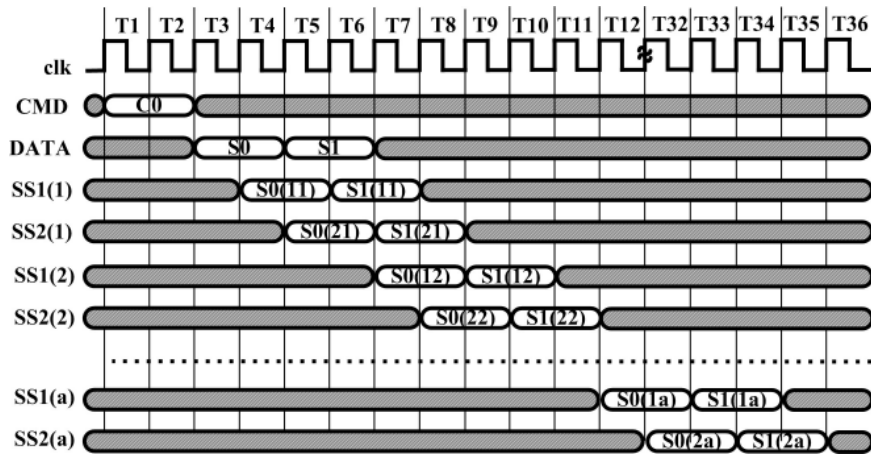 T1 T2 T3 T4 T5 T6 T7 T8 T9 T10 T11 T12 T32 T33 T34 T35 T36
clk
CMD C0
DATA S0 S1
SS1(1) S0(11) S1(11)
SS2(1) S0(21) S1(21)
SS1(2) S0(12) S1(12)
SS2(2) S0(22) S1(22)
SS1(a) S0(1a) S1(1a)
SS2(a) S0(2a) S1(2a)